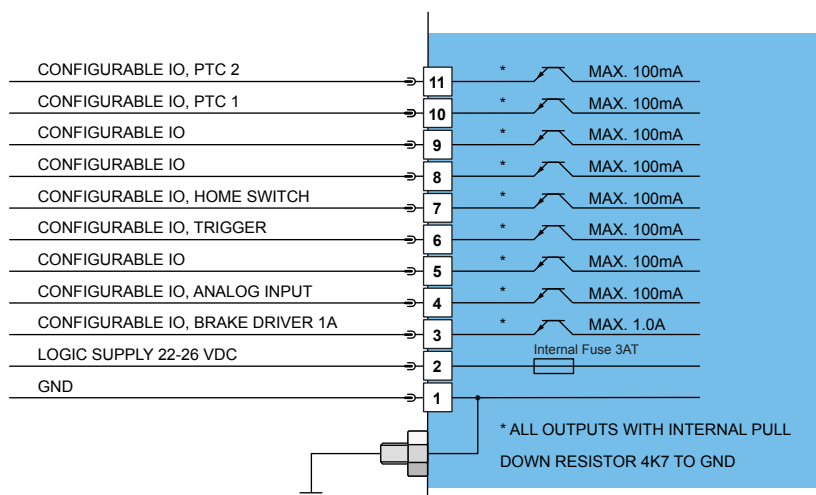 CONFIGURABLE IO, PTC 2 11 * MAX. 100mA
CONFIGURABLE IO, PTC 1 10 * MAX. 100mA
CONFIGURABLE IO 9 * MAX. 100mA
CONFIGURABLE IO 8 * MAX. 100mA
CONFIGURABLE IO, HOME SWITCH 7 * MAX. 100mA
CONFIGURABLE IO, TRIGGER 6 * MAX. 100mA
CONFIGURABLE IO 5 * MAX. 100mA
CONFIGURABLE IO, ANALOG INPUT 4 * MAX. 100mA
CONFIGURABLE IO, BRAKE DRIVER 1A 3 * MAX. 1.0A
LOGIC SUPPLY 22-26 VDC 2 Internal Fuse 3AT
GND 1
* ALL OUTPUTS WITH INTERNAL PULL
DOWN RESISTOR 4K7 TO GND